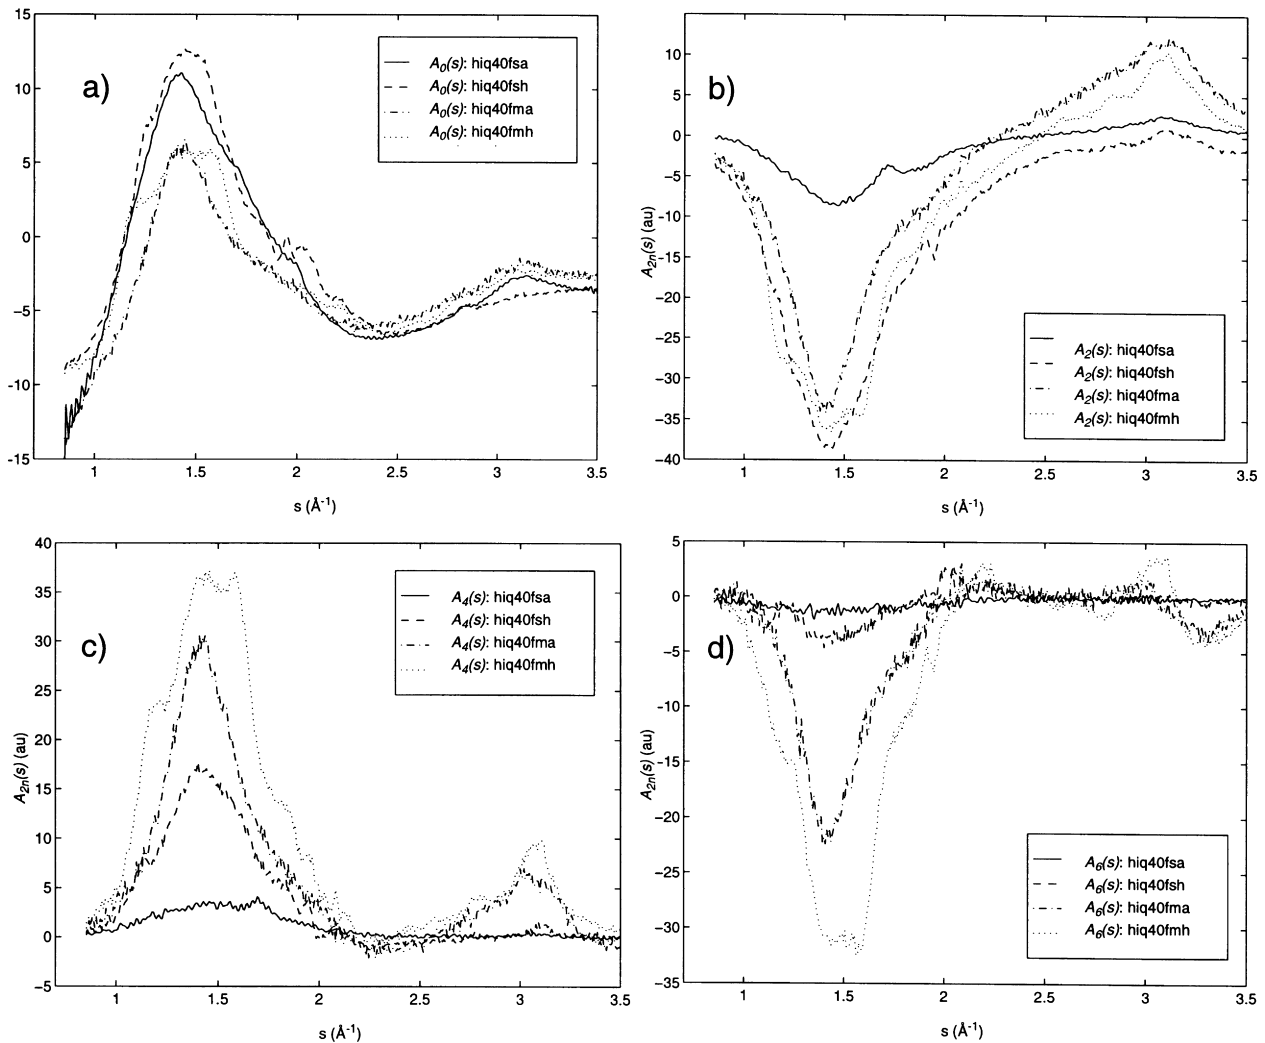 a)
15
10
5
0
-5
-10
-15
1
1.5
2
2.5
3
3.5
s (Å-1)
A0(s): hiq40fsa
A0(s): hiq40fsh
A0(s): hiq40fma
A0(s): hiq40fmh
b)
10
5
0
-5
-10
-15
-20
-25
-30
-35
-40
A2n(s) (au)
1
1.5
2
2.5
3
3.5
s (Å-1)
A2(s): hiq40fsa
A2(s): hiq40fsh
A2(s): hiq40fma
A2(s): hiq40fmh
c)
40
35
30
25
20
15
10
5
0
-5
A2n(s) (au)
1
1.5
2
2.5
3
3.5
s (Å-1)
A4(s): hiq40fsa
A4(s): hiq40fsh
A4(s): hiq40fma
A4(s): hiq40fmh
d)
5
0
-5
-10
-15
-20
-25
-30
-35
A2n(s) (au)
1
1.5
2
2.5
3
3.5
s (Å-1)
A6(s): hiq40fsa
A6(s): hiq40fsh
A6(s): hiq40fma
A6(s): hiq40fmh